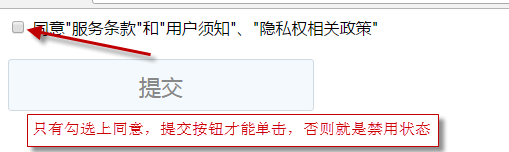 同意"服务条款"和"用户须知"、"隐私权相关政策"
提交
只有勾选上同意，提交按钮才能单击，否则就是禁用状态